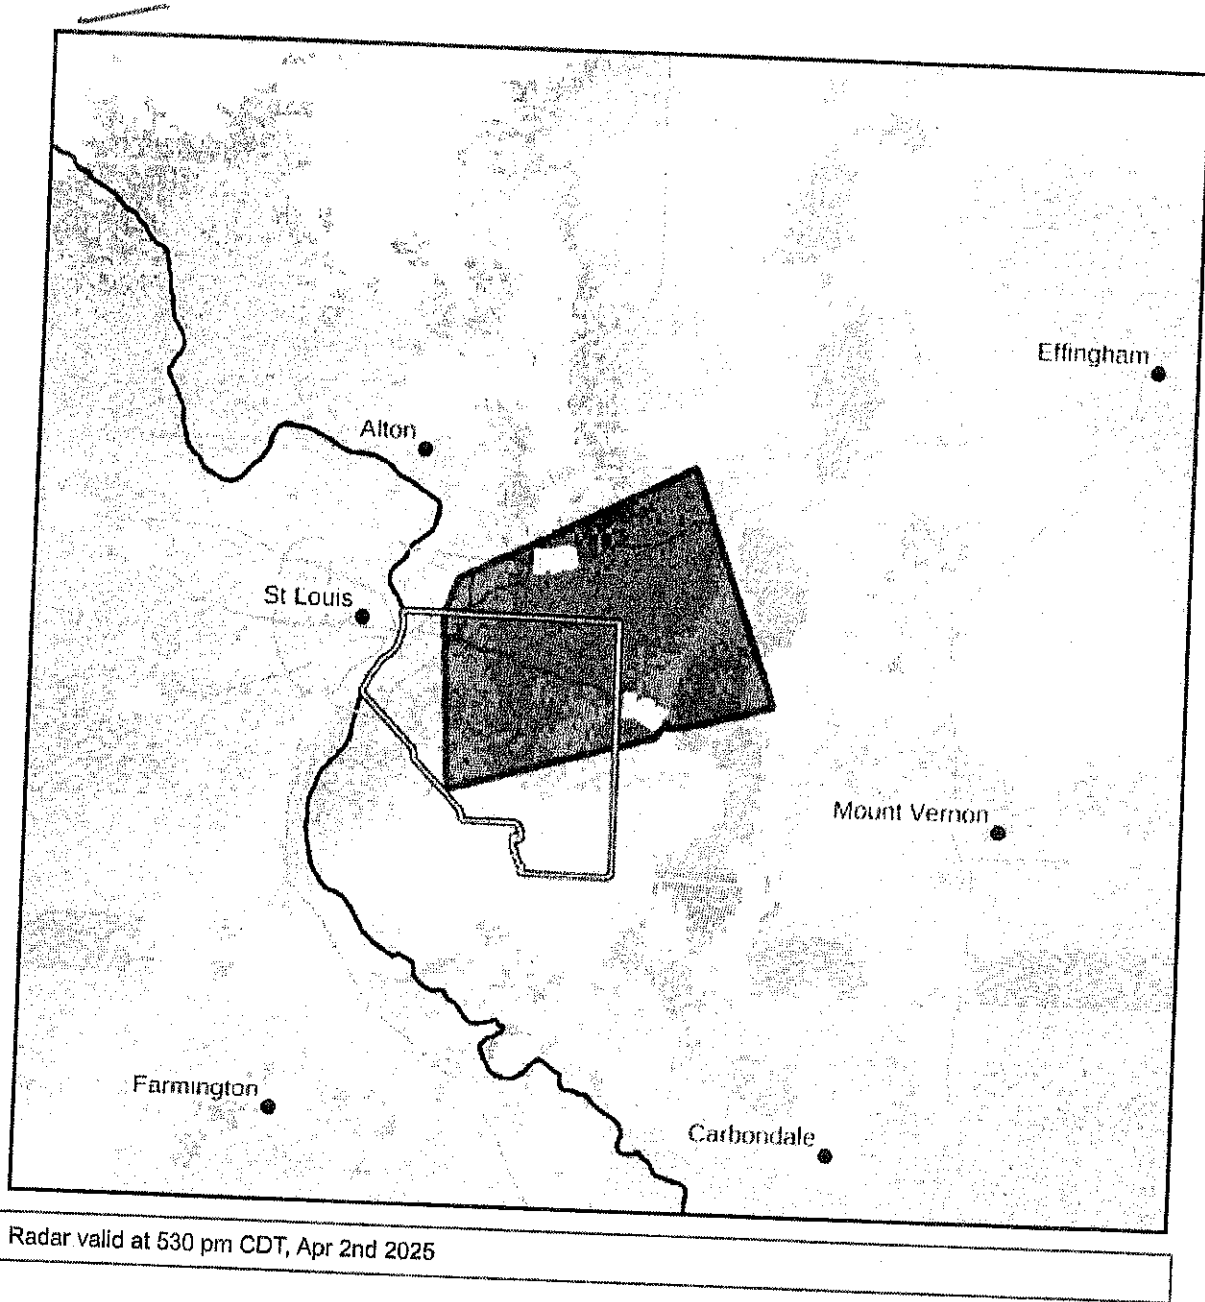 Effingham
Alton
St Louis
Mount Vernon
Farmington
Carbondale
Radar valid at 530 pm CDT, Apr 2nd 2025